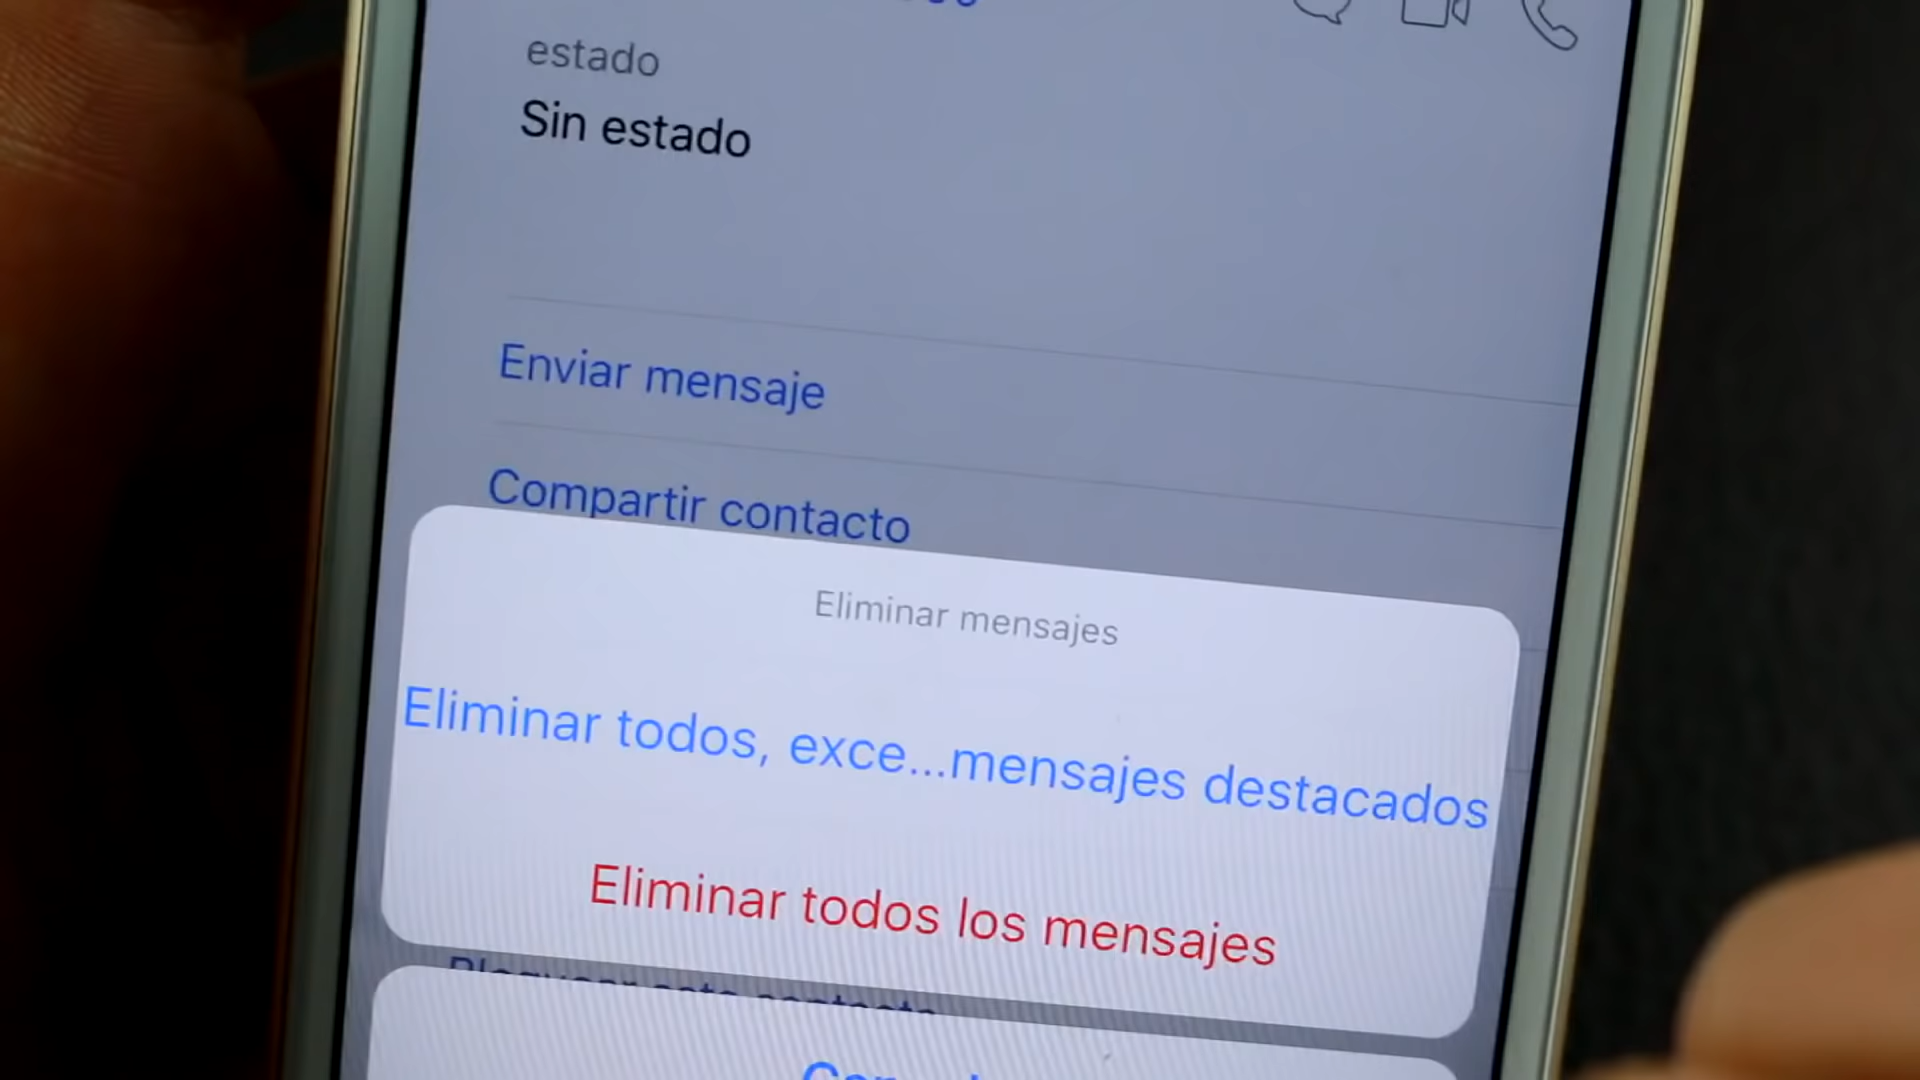 estado
Sin estado
Enviar mensaje
Compartir contacto
Eliminar mensajes
Eliminar todos, exce...mensajes destacados
Eliminar todos los mensajes